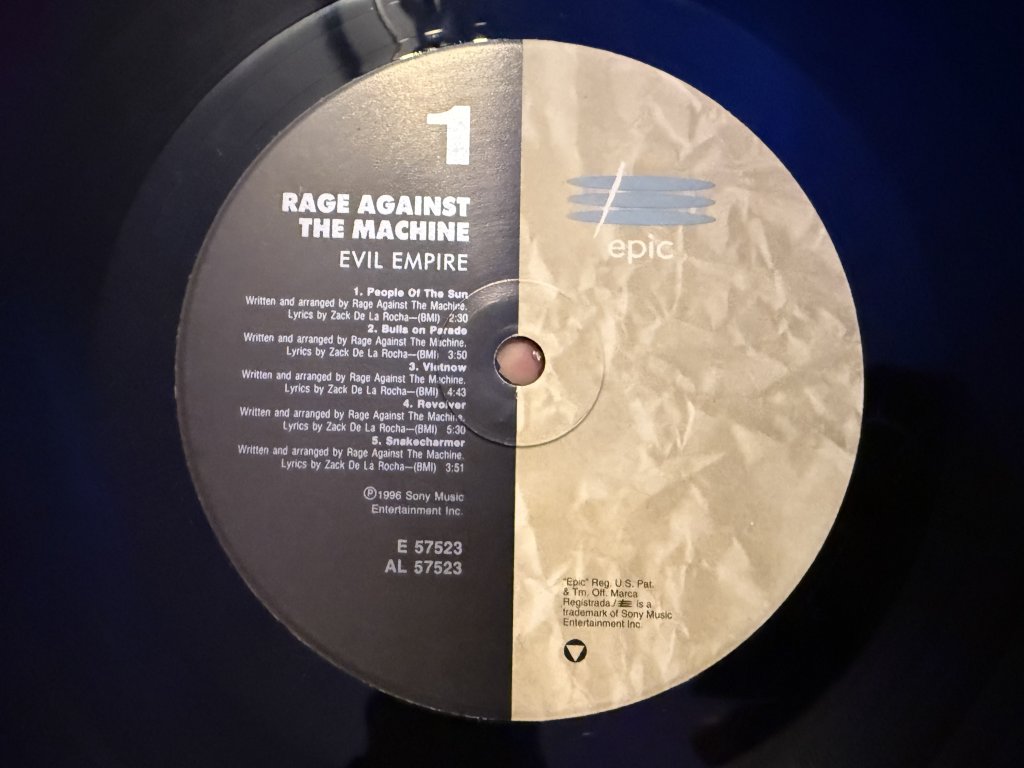 1
RAGE AGAINST
THE MACHINE
EVIL EMPIRE
1. People Of The Sun
Written and arranged by Rage Against The Machine.
Lyrics by Zack De La Rocha—(BMI) 2:30
2. Bulls on Parade
Written and arranged by Rage Against The Machine.
Lyrics by Zack De La Rocha—(BMI) 3:50
3. Vietnow
Written and arranged by Rage Against The Machine.
Lyrics by Zack De La Rocha—(BMI) 4:43
4. Revolver
Written and arranged by Rage Against The Machine.
Lyrics by Zack De La Rocha—(BMI) 5:30
5. Snakecharmer
Written and arranged by Rage Against The Machine.
Lyrics by Zack De La Rocha—(BMI) 3:51
℗1996 Sony Music
Entertainment Inc.
E 57523
AL 57523
epic
"Epic" Reg. U.S. Pat.
& Tm. Off. Marca
Registrada./ is a
trademark of Sony Music
Entertainment Inc.